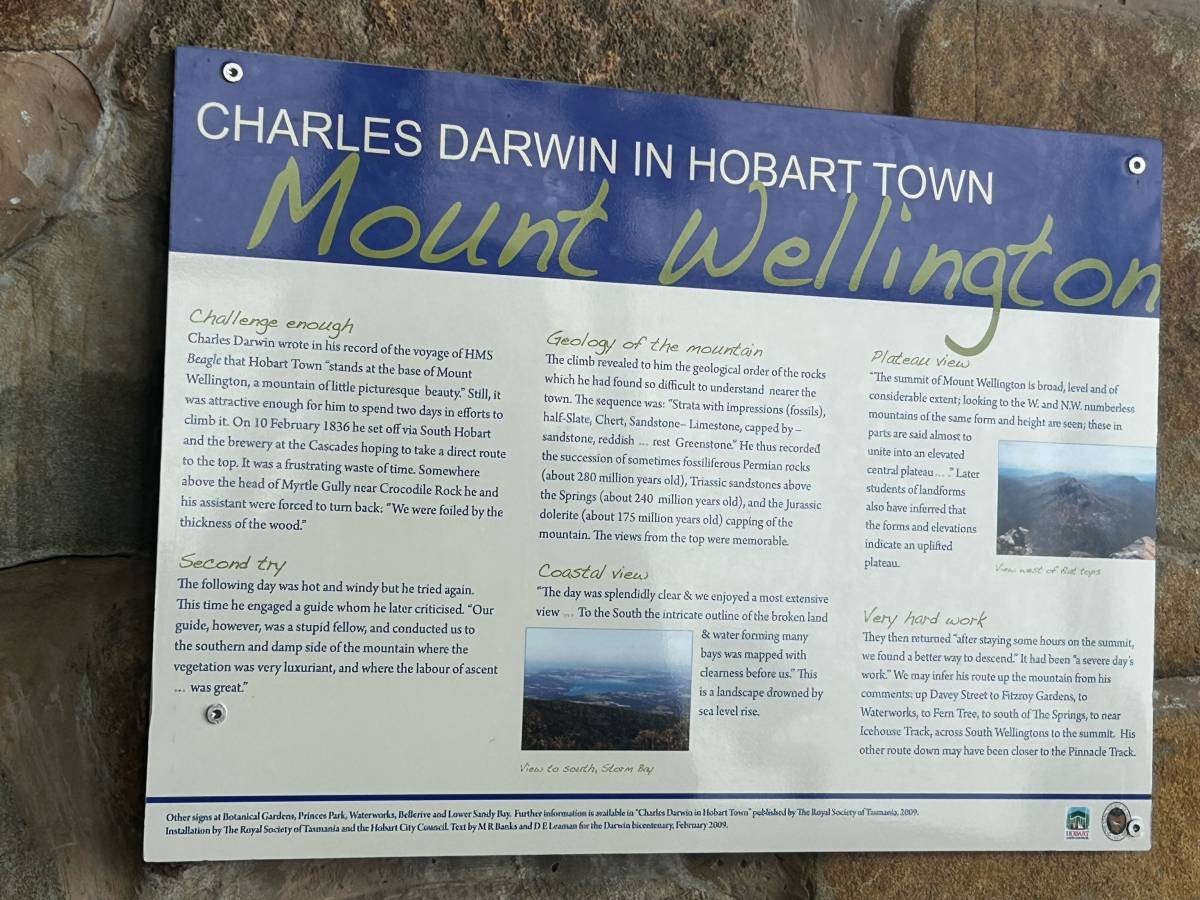 CHARLES DARWIN IN HOBART TOWN
Mount Wellington
Challenge enough
Charles Darwin wrote in his record of the voyage of HMS
Beagle that Hobart Town “stands at the base of Mount
Wellington, a mountain of little picturesque beauty.” Still, it
was attractive enough for him to spend two days in efforts to
climb it. On 10 February 1836 he set off via South Hobart
and the brewery at the Cascades hoping to take a direct route
to the top. It was a frustrating waste of time. Somewhere
above the head of Myrtle Gully near Crocodile Rock he and
his assistant were forced to turn back: “We were foiled by the
thickness of the wood.”
Second try
The following day was hot and windy but he tried again.
This time he engaged a guide whom he later criticised. “Our
guide, however, was a stupid fellow, and conducted us to
the southern and damp side of the mountain where the
vegetation was very luxuriant, and where the labour of ascent
... was great.”
Geology of the mountain
The climb revealed to him the geological order of the rocks
which he had found so difficult to understand nearer the
town. The sequence was: “Strata with impressions (fossils),
half-Slate, Chert, Sandstone– Limestone, capped by –
sandstone, reddish ... rest Greenstone.” He thus recorded
the succession of sometimes fossiliferous Permian rocks
(about 280 million years old), Triassic sandstones above
the Springs (about 240 million years old), and the Jurassic
dolerite (about 175 million years old) capping of the
mountain. The views from the top were memorable.
Coastal view
“The day was splendidly clear & we enjoyed a most extensive
view ... To the South the intricate outline of the broken land
& water forming many
bays was mapped with
clearness before us.” This
is a landscape drowned by
sea level rise.
View to south, Storm Bay
Plateau view
“The summit of Mount Wellington is broad, level and of
considerable extent; looking to the W. and N.W. numberless
mountains of the same form and height are seen; these in
parts are said almost to
unite into an elevated
central plateau ... .” Later
students of landforms
also have inferred that
the forms and elevations
indicate an uplifted
plateau.
View west of flat tops
Very hard work
They then returned “after staying some hours on the summit,
we found a better way to descend.” It had been “a severe day's
work.” We may infer his route up the mountain from his
comments: up Davey Street to Fitzroy Gardens, to
Waterworks, to Fern Tree, to south of The Springs, to near
Icehouse Track, across South Wellingtons to the summit. His
other route down may have been closer to the Pinnacle Track.
Other signs at Botanical Gardens, Princes Park, Waterworks, Bellerive and Lower Sandy Bay. Further information is available in “Charles Darwin in Hobart Town” published by The Royal Society of Tasmania, 2009.
Installation by The Royal Society of Tasmania and the Hobart City Council. Text by M R Banks and D E Leaman for the Darwin bicentenary, February 2009.
HOBART